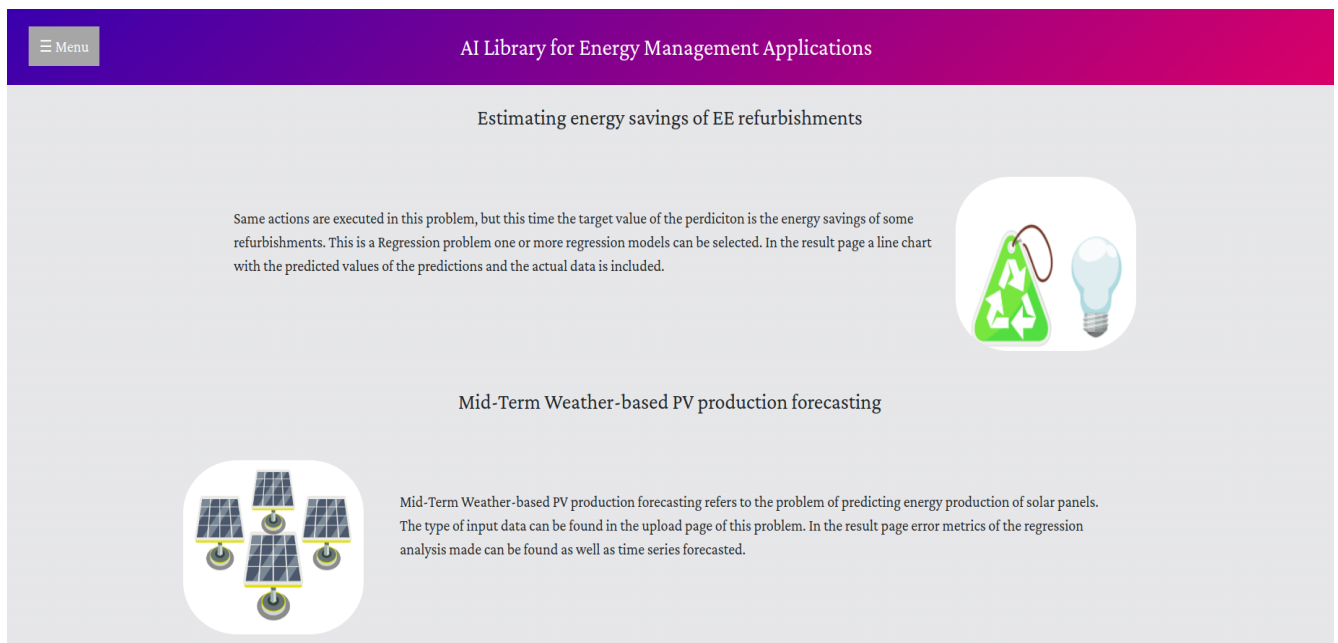 ☰ Menu
AI Library for Energy Management Applications
Estimating energy savings of EE refurbishments
Same actions are executed in this problem, but this time the target value of the perdiciton is the energy savings of some
refurbishments. This is a Regression problem one or more regression models can be selected. In the result page a line chart
with the predicted values of the predictions and the actual data is included.
Mid-Term Weather-based PV production forecasting
Mid-Term Weather-based PV production forecasting refers to the problem of predicting energy production of solar panels.
The type of input data can be found in the upload page of this problem. In the result page error metrics of the regression
analysis made can be found as well as time series forecasted.